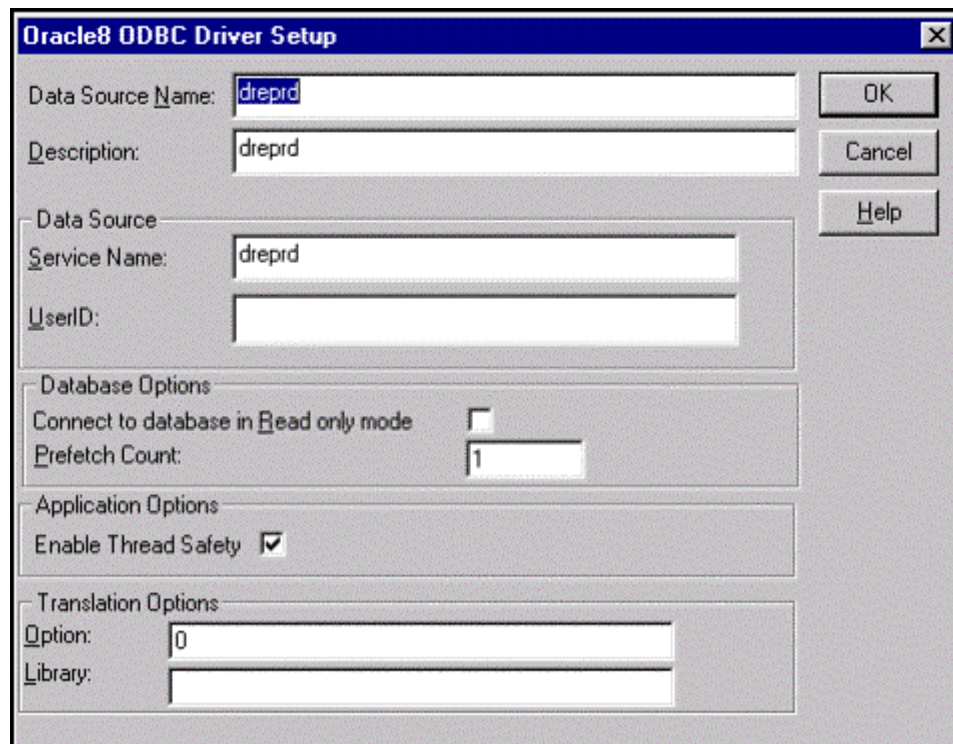 Oracle8 ODBC Driver Setup
Data Source Name: dreprd
OK
Description: dreprd
Cancel
Help
Data Source
Service Name: dreprd
UserID:
Database Options
Connect to database in Read only mode
Prefetch Count: 1
Application Options
Enable Thread Safety
Translation Options
Option: 0
Library: